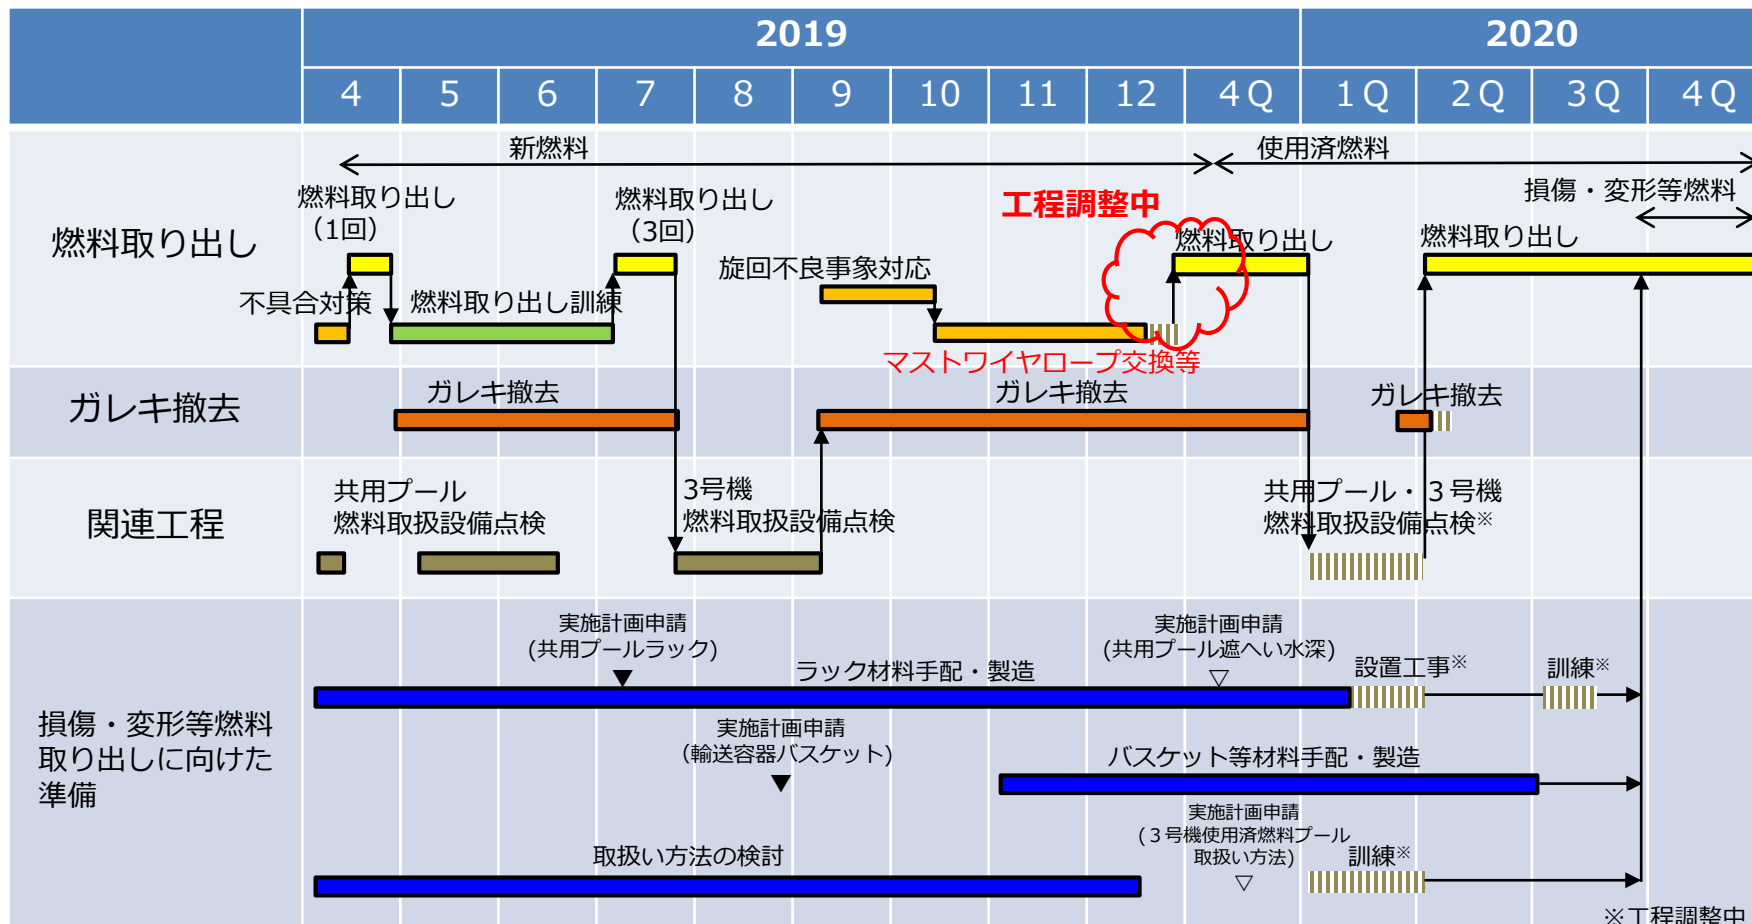 2019
2020
4 5 6 7 8 9 10 11 12 4Q 1Q 2Q 3Q 4Q
燃料取り出し
新燃料
使用済燃料
損傷・変形等燃料
燃料取り出し
（1回）
燃料取り出し
（3回）
工程調整中
燃料取り出し
燃料取り出し
不具合対策
燃料取り出し訓練
旋回不良事象対応
マストワイヤロープ交換等
ガレキ撤去
ガレキ撤去
ガレキ撤去
ガレキ撤去
関連工程
共用プール
燃料取扱設備点検
3号機
燃料取扱設備点検
共用プール・３号機
燃料取扱設備点検※
損傷・変形等燃料
取り出しに向けた
準備
実施計画申請
(共用プールラック)
▼
ラック材料手配・製造
実施計画申請
(共用プール遮へい水深)
▽
設置工事※
訓練※
実施計画申請
(輸送容器バスケット)
▼
バスケット等材料手配・製造
取扱い方法の検討
実施計画申請
(３号機使用済燃料プール
取扱い方法)
▽
訓練※
※工程調整中